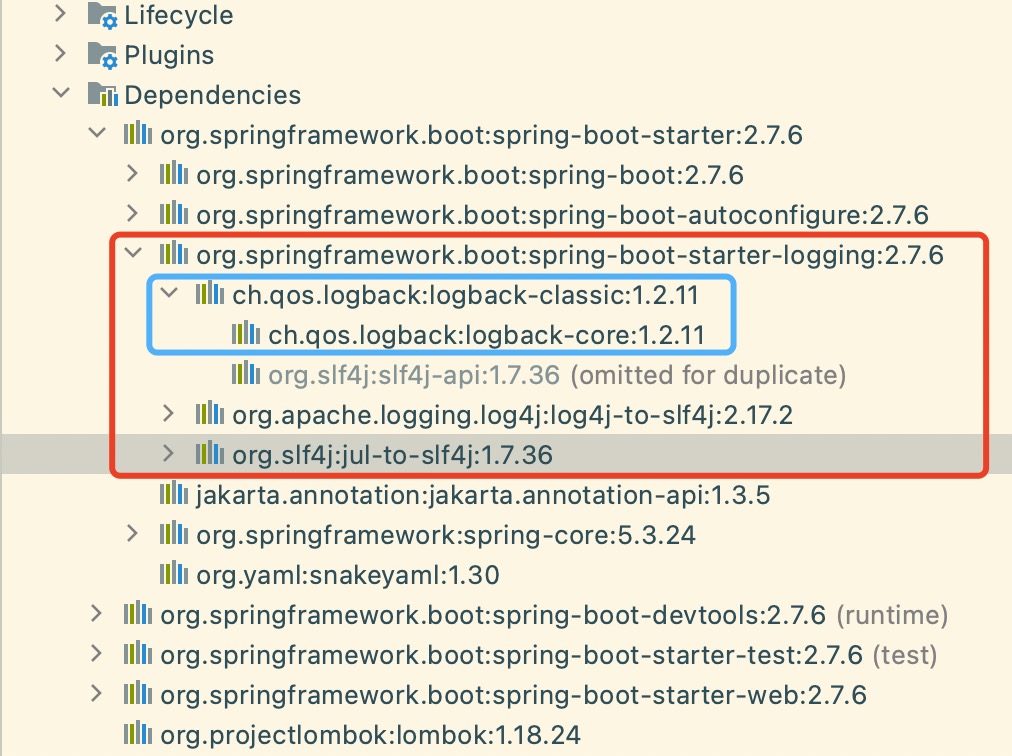 Lifecycle
Plugins
Dependencies
org.springframework.boot:spring-boot-starter:2.7.6
org.springframework.boot:spring-boot:2.7.6
org.springframework.boot:spring-boot-autoconfigure:2.7.6
org.springframework.boot:spring-boot-starter-logging:2.7.6
ch.qos.logback:logback-classic:1.2.11
ch.qos.logback:logback-core:1.2.11
org.slf4j:slf4j-api:1.7.36 (omitted for duplicate)
org.apache.logging.log4j:log4j-to-slf4j:2.17.2
org.slf4j:jul-to-slf4j:1.7.36
jakarta.annotation:jakarta.annotation-api:1.3.5
org.springframework:spring-core:5.3.24
org.yaml:snakeyaml:1.30
org.springframework.boot:spring-boot-devtools:2.7.6 (runtime)
org.springframework.boot:spring-boot-starter-test:2.7.6 (test)
org.springframework.boot:spring-boot-starter-web:2.7.6
org.projectlombok:lombok:1.18.24